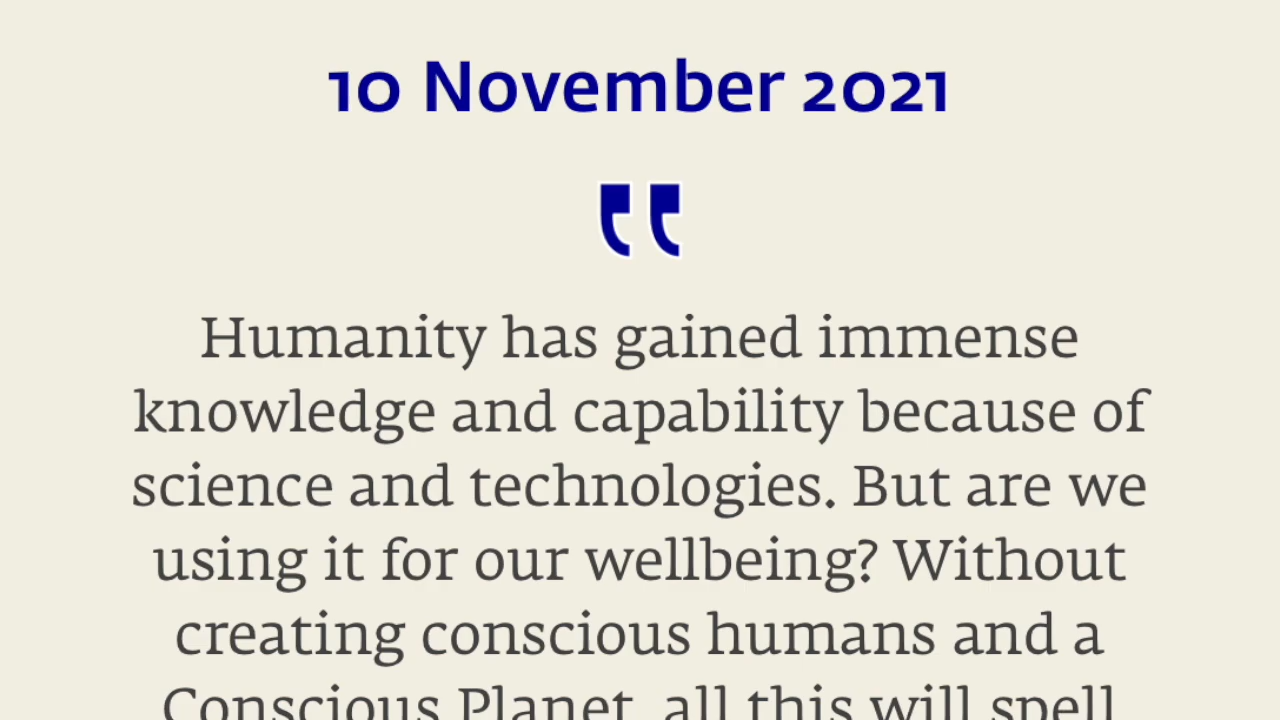 10 November 2021
"
Humanity has gained immense
knowledge and capability because of
science and technologies. But are we
using it for our wellbeing? Without
creating conscious humans and a
Conscious Planet, all this will spell